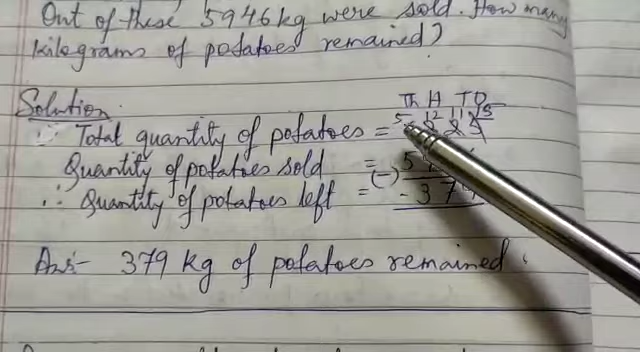 Out of these 5946 kg were sold. How many
kilograms of potatoes remained?
Solution
Th H T O
∴ Total quantity of potatoes =
Quantity of potatoes sold =
∴ Quantity of potatoes left =
(-)
Ans:- 379 kg of potatoes remained.